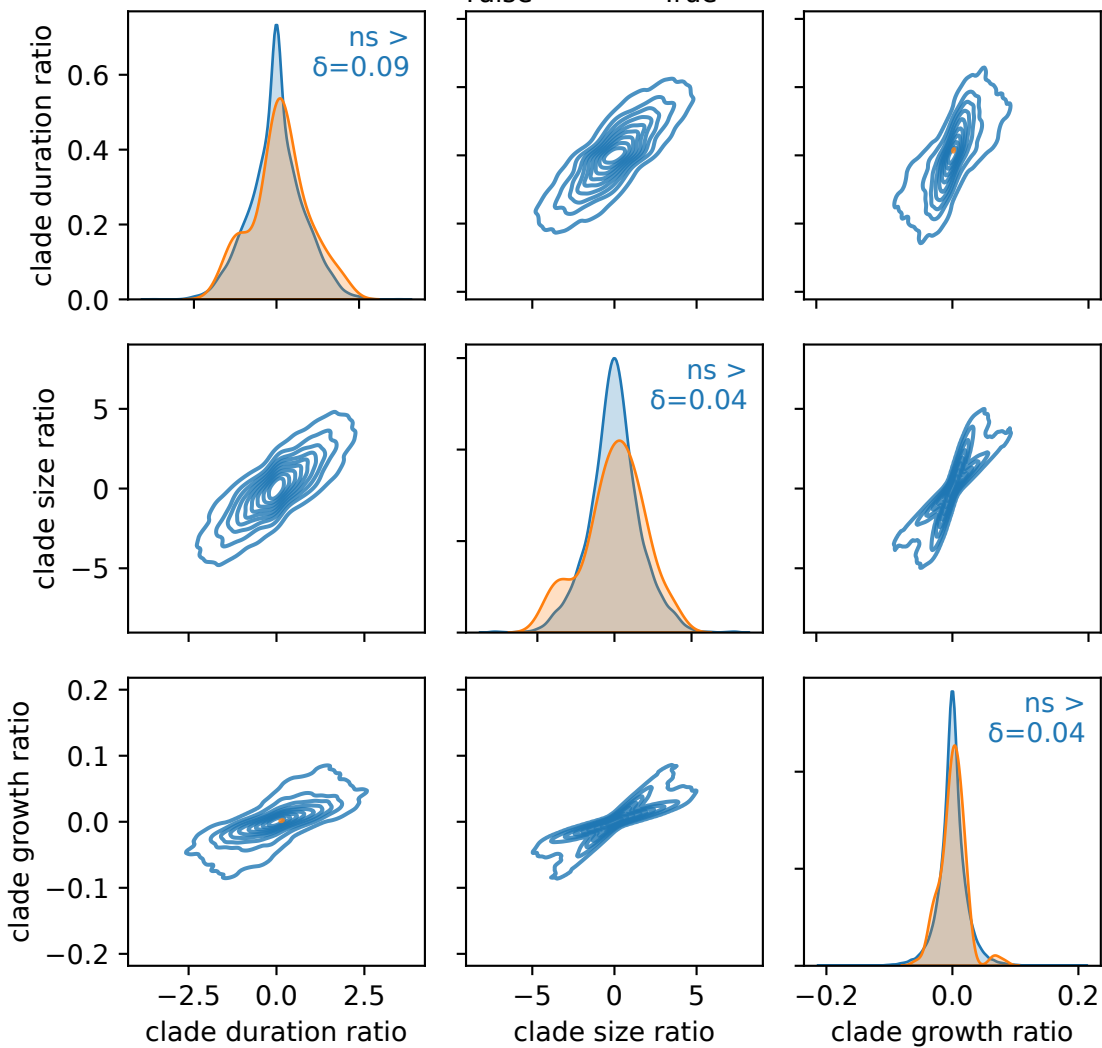 False True
clade duration ratio
0.6
0.4
0.2
0.0
ns >
δ=0.09
clade size ratio
5
0
−5
ns >
δ=0.04
clade growth ratio
0.2
0.1
0.0
−0.1
−0.2
ns >
δ=0.04
−2.5 0.0 2.5
−5 0 5
−0.2 0.0 0.2
clade duration ratio
clade size ratio
clade growth ratio